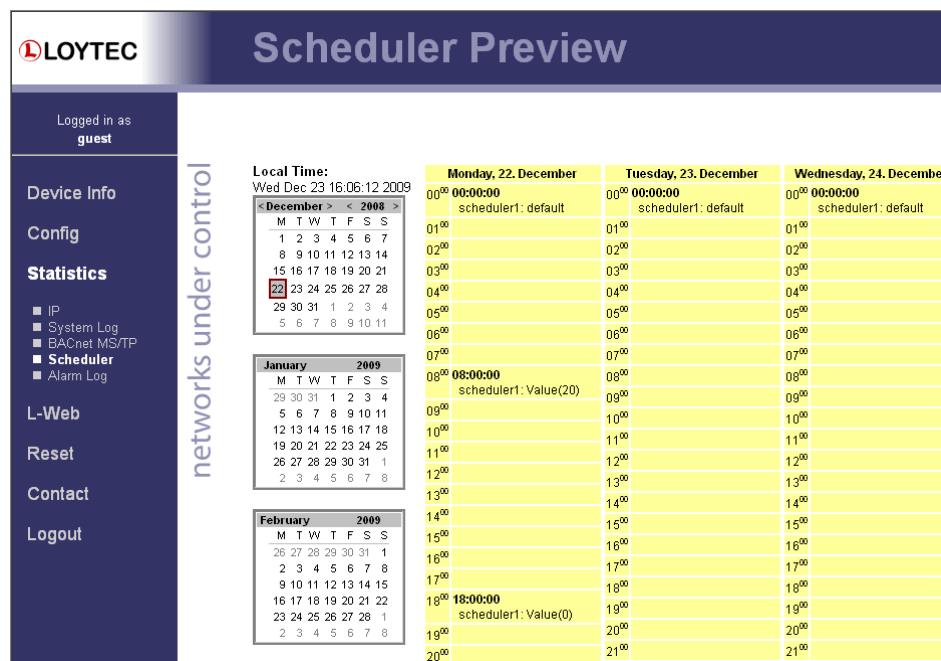 LOYTEC
Scheduler Preview
Logged in as
guest
Device Info
Config
Statistics
IP
System Log
BACnet MS/TP
Scheduler
Alarm Log
L-Web
Reset
Contact
Logout
networks under control
Local Time:
Wed Dec 23 16:06:12 2009
< December > < 2008 >
M T W T F S S
1 2 3 4 5 6 7
8 9 10 11 12 13 14
15 16 17 18 19 20 21
22 23 24 25 26 27 28
29 30 31 1 2 3 4
5 6 7 8 9 10 11
January 2009
M T W T F S S
29 30 31 1 2 3 4
5 6 7 8 9 10 11
12 13 14 15 16 17 18
19 20 21 22 23 24 25
26 27 28 29 30 31 1
2 3 4 5 6 7 8
February 2009
M T W T F S S
26 27 28 29 30 31 1
2 3 4 5 6 7 8
9 10 11 12 13 14 15
16 17 18 19 20 21 22
23 24 25 26 27 28 1
2 3 4 5 6 7 8
Monday, 22. December
00⁰⁰ 00:00:00
scheduler1: default
01⁰⁰
02⁰⁰
03⁰⁰
04⁰⁰
05⁰⁰
06⁰⁰
07⁰⁰
08⁰⁰ 08:00:00
scheduler1: Value(20)
09⁰⁰
10⁰⁰
11⁰⁰
12⁰⁰
13⁰⁰
14⁰⁰
15⁰⁰
16⁰⁰
17⁰⁰
18⁰⁰ 18:00:00
scheduler1: Value(0)
19⁰⁰
20⁰⁰
Tuesday, 23. December
00⁰⁰ 00:00:00
scheduler1: default
01⁰⁰
02⁰⁰
03⁰⁰
04⁰⁰
05⁰⁰
06⁰⁰
07⁰⁰
08⁰⁰
09⁰⁰
10⁰⁰
11⁰⁰
12⁰⁰
13⁰⁰
14⁰⁰
15⁰⁰
16⁰⁰
17⁰⁰
18⁰⁰
19⁰⁰
20⁰⁰
21⁰⁰
Wednesday, 24. Decembe
00⁰⁰ 00:00:00
scheduler1: default
01⁰⁰
02⁰⁰
03⁰⁰
04⁰⁰
05⁰⁰
06⁰⁰
07⁰⁰
08⁰⁰
09⁰⁰
10⁰⁰
11⁰⁰
12⁰⁰
13⁰⁰
14⁰⁰
15⁰⁰
16⁰⁰
17⁰⁰
18⁰⁰
19⁰⁰
20⁰⁰
21⁰⁰